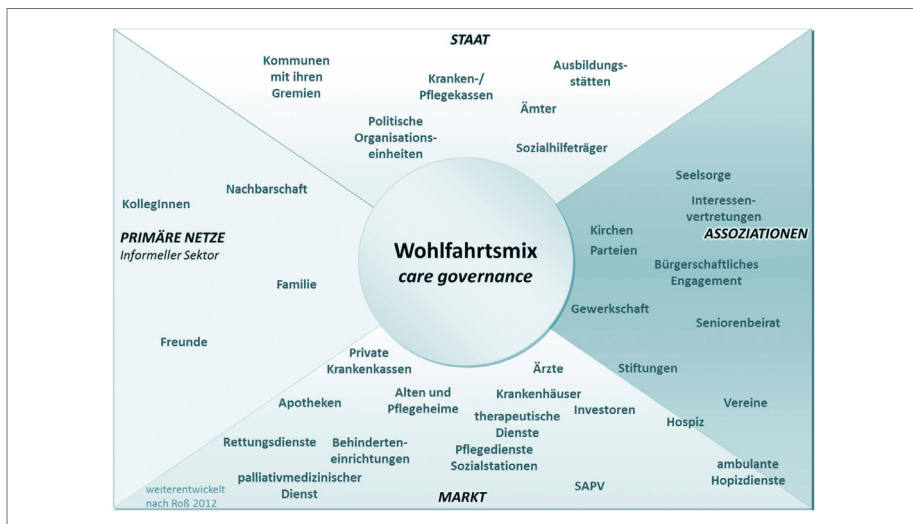 STAAT
Kommunen
mit ihren
Gremien
Kranken-/
Pflegekassen
Ausbildungs-
stätten
Ämter
Politische
Organisations-
einheiten
Sozialhilfeträger
KollegInnen
Nachbarschaft
PRIMÄRE NETZE
Informeller Sektor
Familie
Freunde
Wohlfahrtsmix
care governance
Seelsorge
Interessen-
vertretungen
Kirchen
ASSOZIATIONEN
Parteien
Bürgerschaftliches
Engagement
Gewerkschaft
Seniorenbeirat
Stiftungen
Vereine
Hospiz
ambulante
Hopizdienste
Private
Krankenkassen
Ärzte
Apotheken
Alten und
Pflegeheime
Krankenhäuser
Investoren
therapeutische
Dienste
Rettungsdienste
Behinderten-
einrichtungen
Pflegedienste
Sozialstationen
palliativmedizinischer
Dienst
SAPV
MARKT
weiterentwickelt
nach Roß 2012